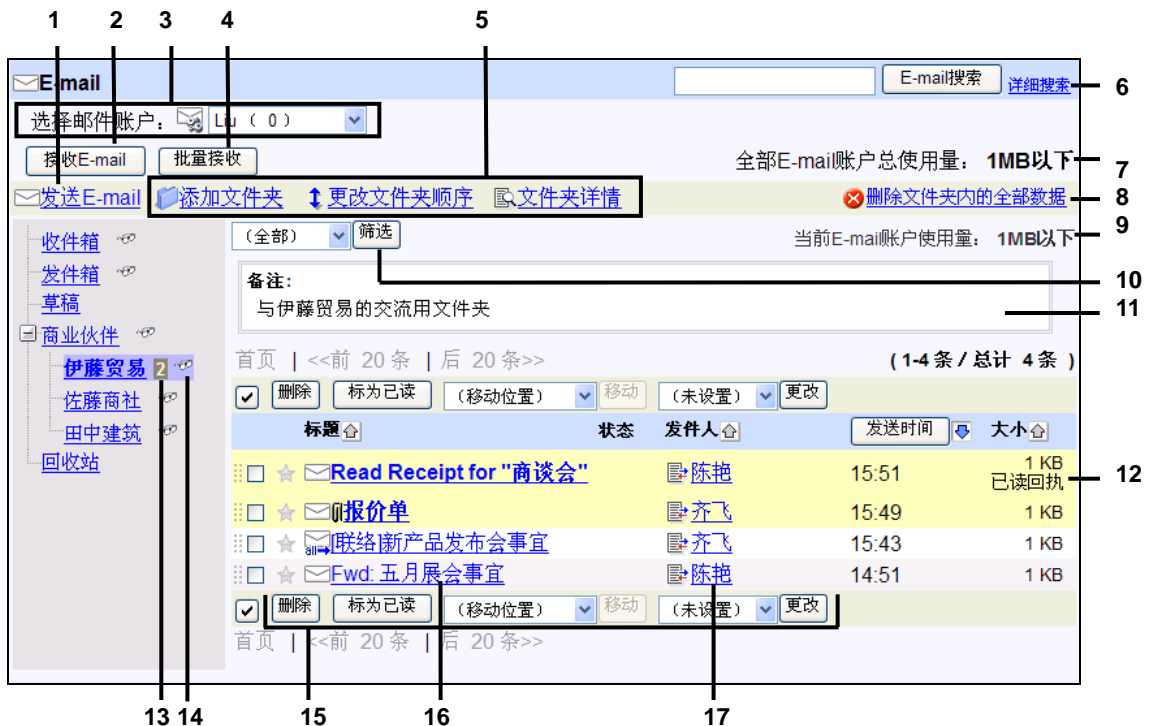 1 2 3 4 5
E-mail E-mail搜索 详细搜索 6
选择邮件账户: Liu ( 0 )
接收E-mail 批量接收 全部E-mail账户总使用量: 1MB以下 7
发送E-mail 添加文件夹 更改文件夹顺序 文件夹详情 删除文件夹内的全部数据 8
收件箱 (全部) 筛选 当前E-mail账户使用量: 1MB以下 9
发件箱 备注: 10
草稿 与伊藤贸易的交流用文件夹 11
商业伙伴
伊藤贸易 2 首页 | <<前 20 条 | 后 20 条>> ( 1-4 条 / 总计 4 条 )
佐藤商社 删除 标为已读 (移动位置) 移动 (未设置) 更改
田中建筑 标题 状态 发件人 发送时间 大小
回收站
Read Receipt for "商谈会" 陈艳 15:51 1 KB 已读回执 12
报价单 齐飞 15:49 1 KB
all [联络]新产品发布会事宜 齐飞 15:43 1 KB
Fwd: 五月展会事宜 陈艳 14:51 1 KB
删除 标为已读 (移动位置) 移动 (未设置) 更改
首页 | <<前 20 条 | 后 20 条>>
13 14 15 16 17